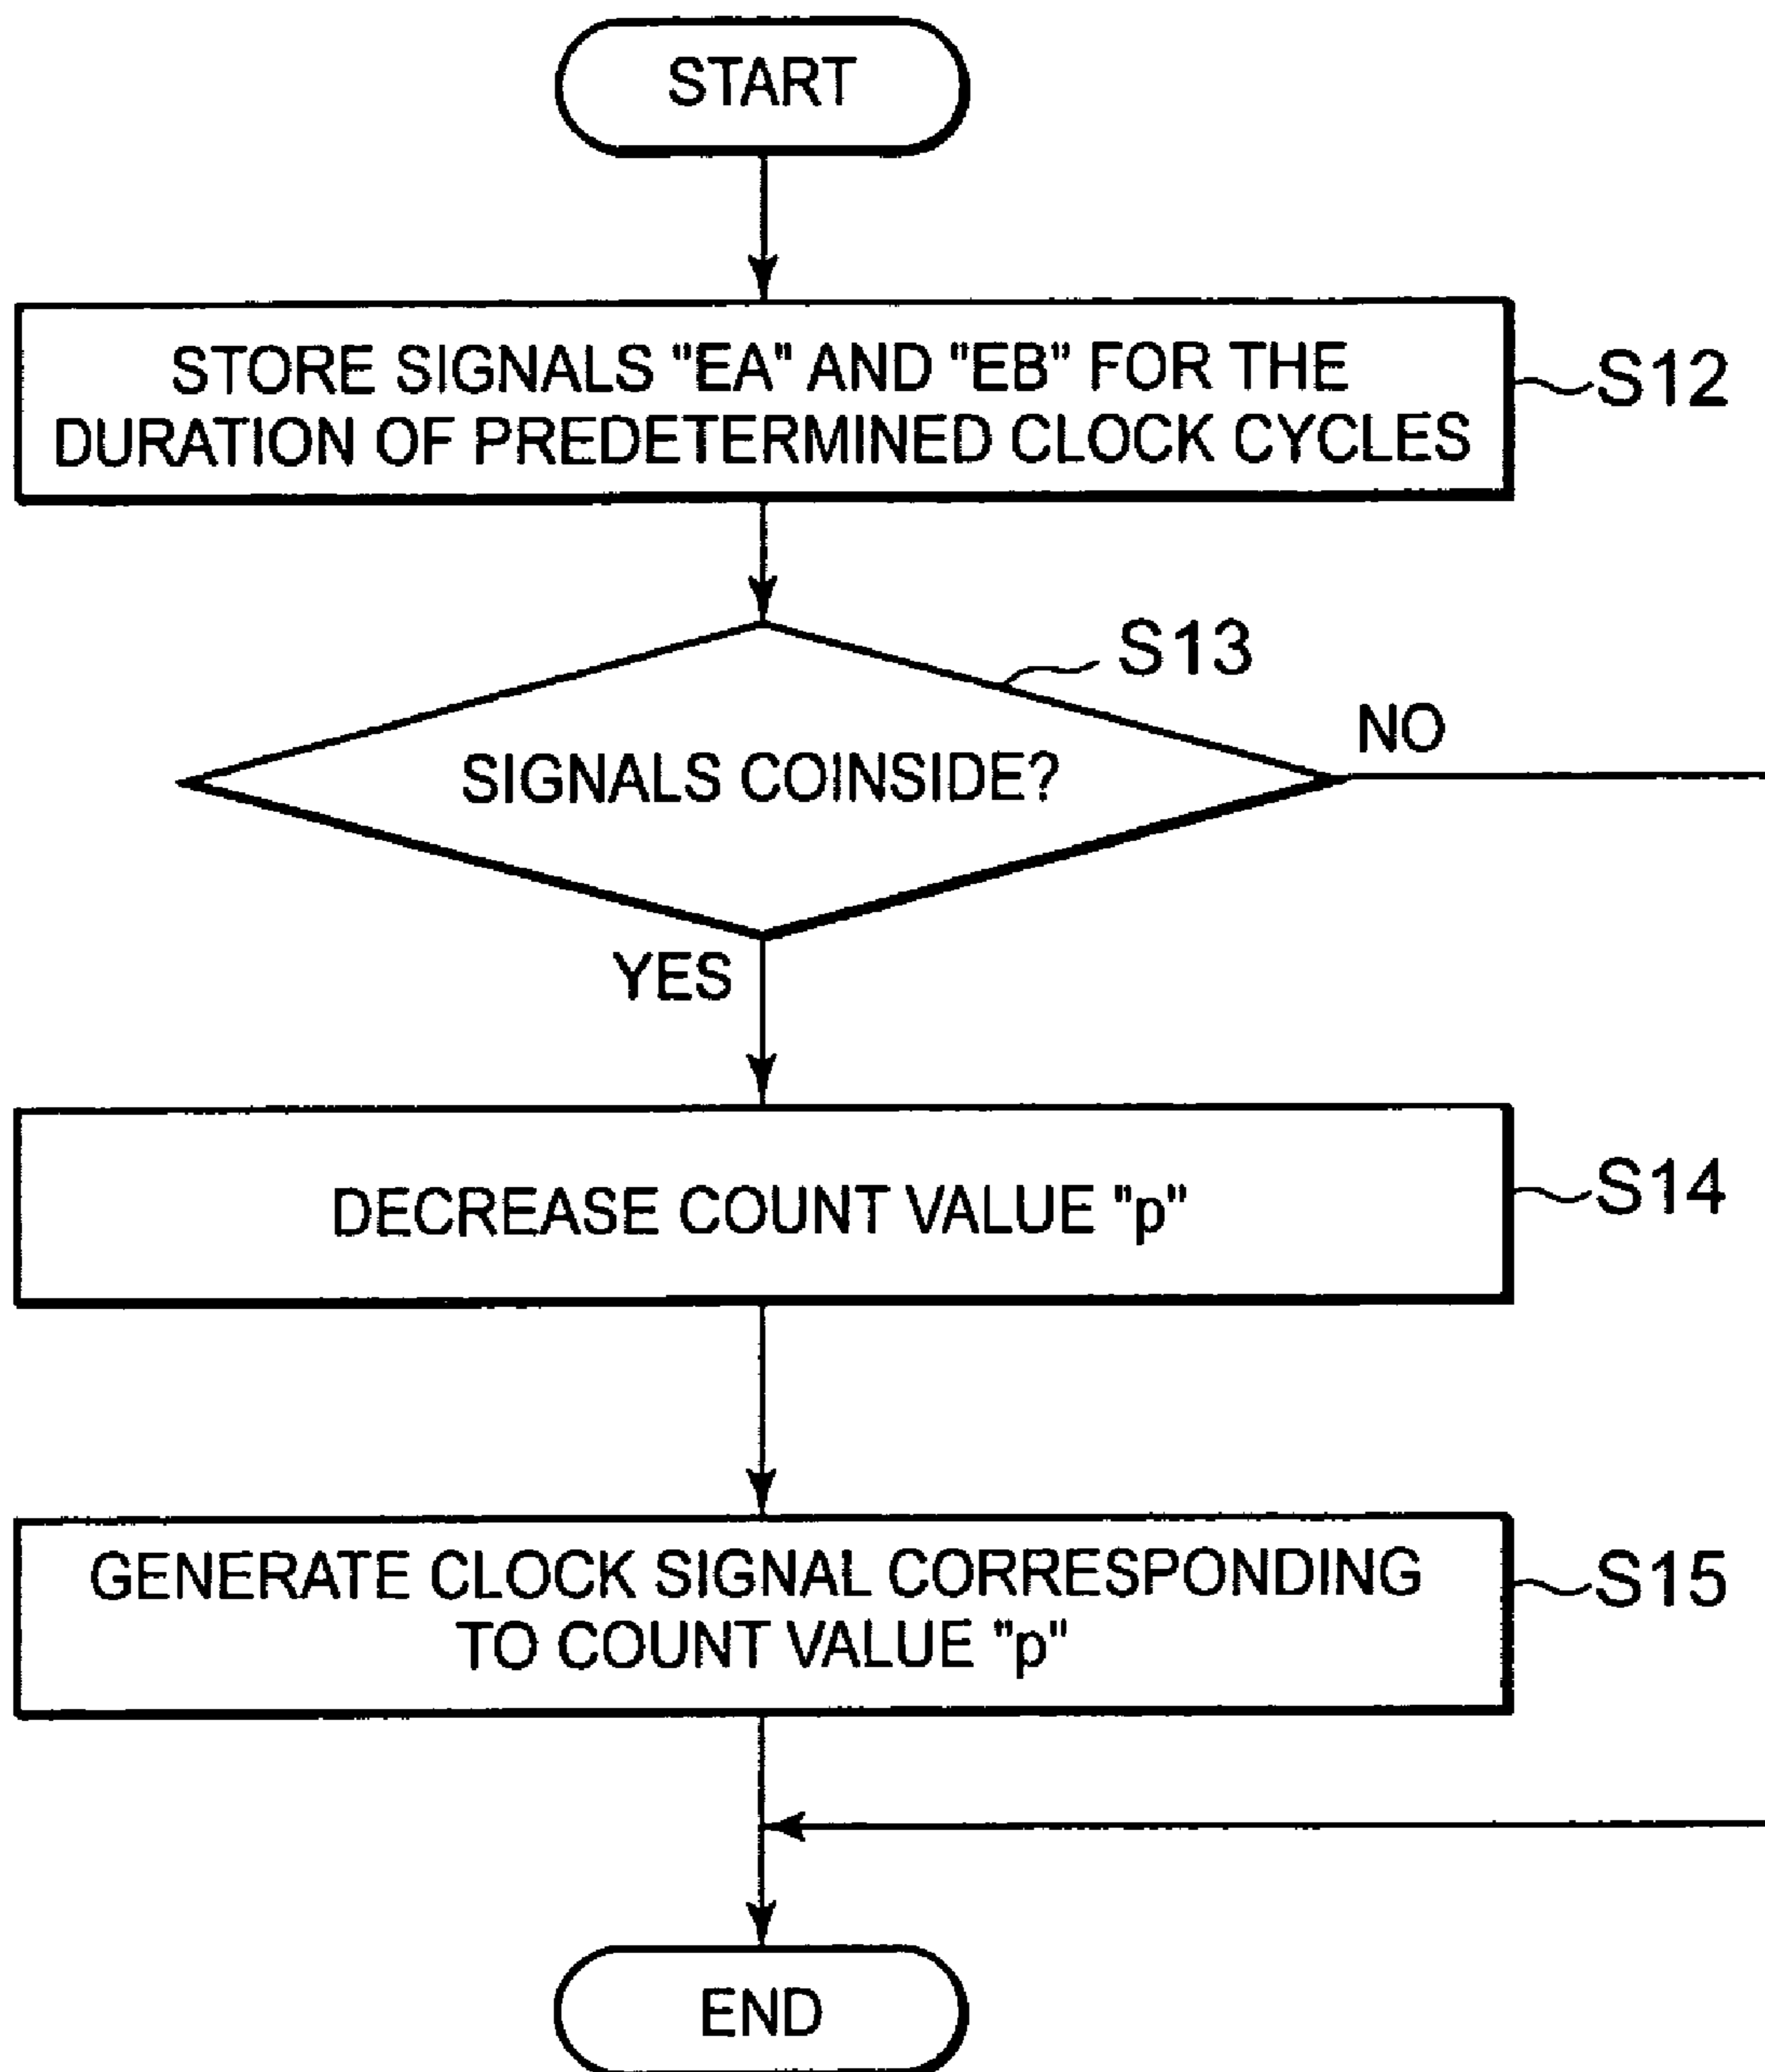 START
STORE SIGNALS "EA" AND "EB" FOR THE
DURATION OF PREDETERMINED CLOCK CYCLES
S12
S13
SIGNALS COINSIDE?
NO
YES
DECREASE COUNT VALUE "p"
S14
GENERATE CLOCK SIGNAL CORRESPONDING
TO COUNT VALUE "p"
S15
END